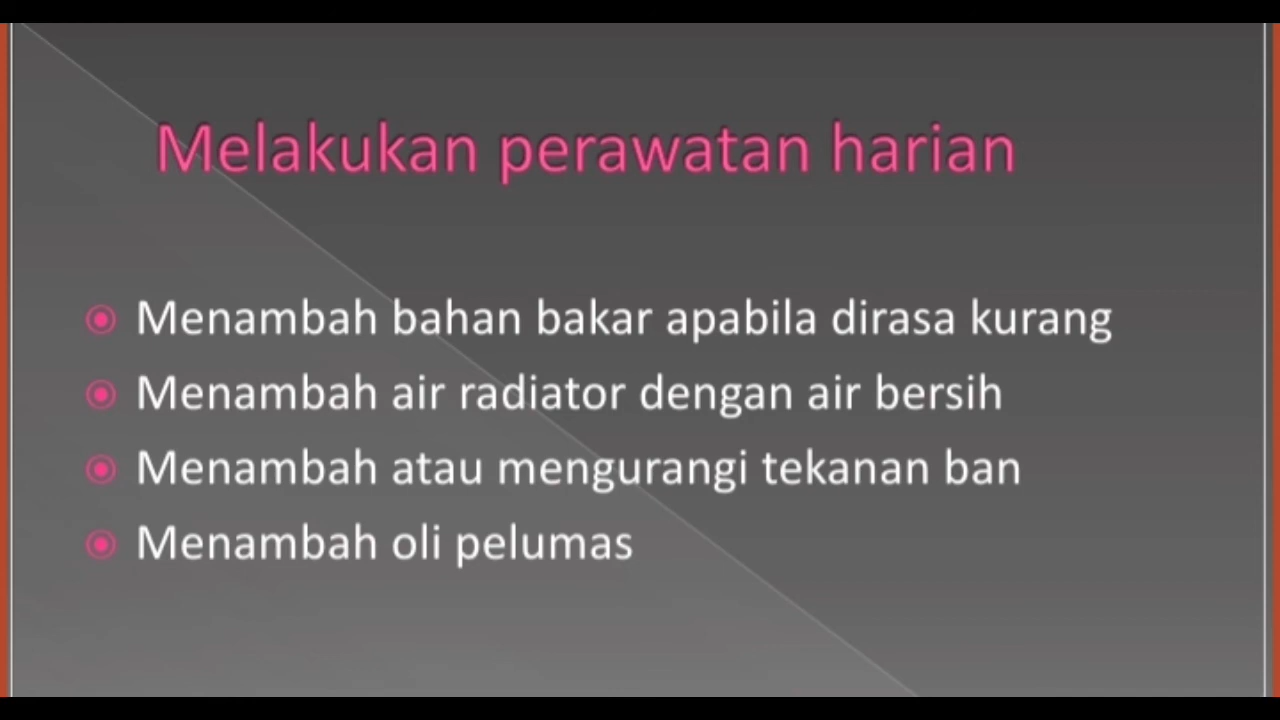 Melakukan perawatan harian
Menambah bahan bakar apabila dirasa kurang
Menambah air radiator dengan air bersih
Menambah atau mengurangi tekanan ban
Menambah oli pelumas